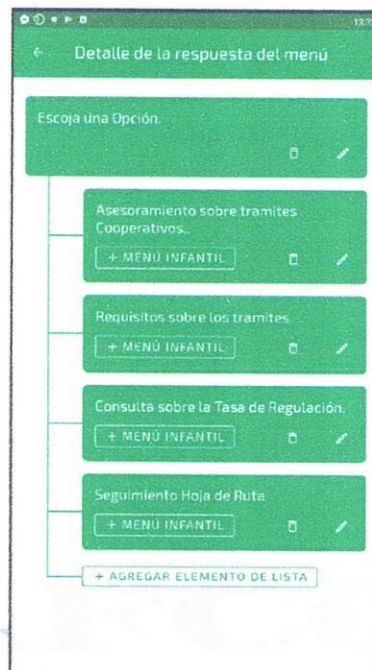 Detalle de la respuesta del menú
Escoja una Opción.
Asesoramiento sobre tramites
Cooperativos..
+ MENÚ INFANTIL
Requisitos sobre los tramites.
+ MENÚ INFANTIL
Consulta sobre la Tasa de Regulación.
+ MENÚ INFANTIL
Seguimiento Hoja de Ruta
+ MENÚ INFANTIL
+ AGREGAR ELEMENTO DE LISTA